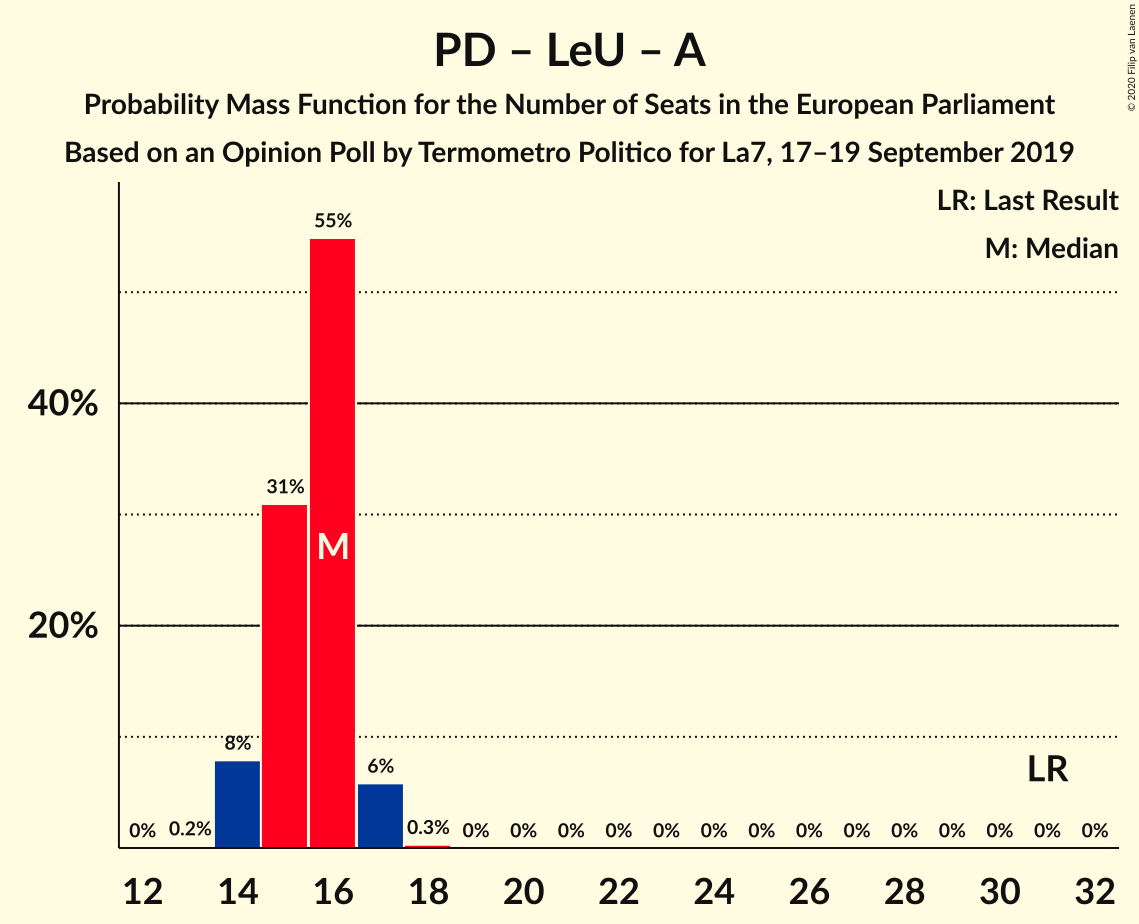 PD – LeU – A
Probability Mass Function for the Number of Seats in the European Parliament
Based on an Opinion Poll by Termometro Politico for La7, 17–19 September 2019
© 2020 Filip van Laenen
LR: Last Result
M: Median
55%
40%
31%
M
20%
8%
6%
LR
0% 0.2% 0.3% 0% 0% 0% 0% 0% 0% 0% 0% 0% 0% 0% 0% 0% 0%
12 14 16 18 20 22 24 26 28 30 32